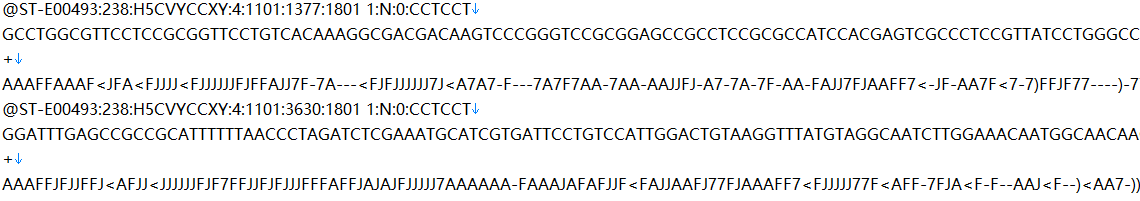 @ST-E00493:238:H5CVYCCXY:4:1101:1377:1801 1:N:0:CCTCCT↓
GCCTGGCGTTCCTCCGCGGTTCCTGTCACAAAGGCGACGACAAGTCCCGGGTCCGCGGAGCCGCCTCCGCGCCATCCACGAGTCGCCCTCCGTTATCCTGGGCC
+↓
AAAFFAAAF<JFA<FJJJJ<FJJJJJJFJFFAJJ7F-7A---<FJFJJJJJJ7J<A7A7-F---7A7F7AA-7AA-AAJJFJ-A7-7A-7F-AA-FAJJ7FJAAFF7<-JF-AA7F<7-7)FFJF77----)-7
@ST-E00493:238:H5CVYCCXY:4:1101:3630:1801 1:N:0:CCTCCT↓
GGATTTGAGCCGCCGCATTTTTTAACCCTAGATCTCGAAATGCATCGTGATTCCTGTCCATTGGACTGTAAGGTTTATGTAGGCAATCTTGGAAACAATGGCAACAA
+↓
AAAFFJFJJFFJ<AFJJ<JJJJJJFJF7FFJJFJFJJJFFFAFFJAJAJFJJJJJ7AAAAAA-FAAAJAFAFJJF<FAJJAAFJ77FJAAAFF7<FJJJJJ77F<AFF-7FJA<F-F--AAJ<F--)<AA7-))